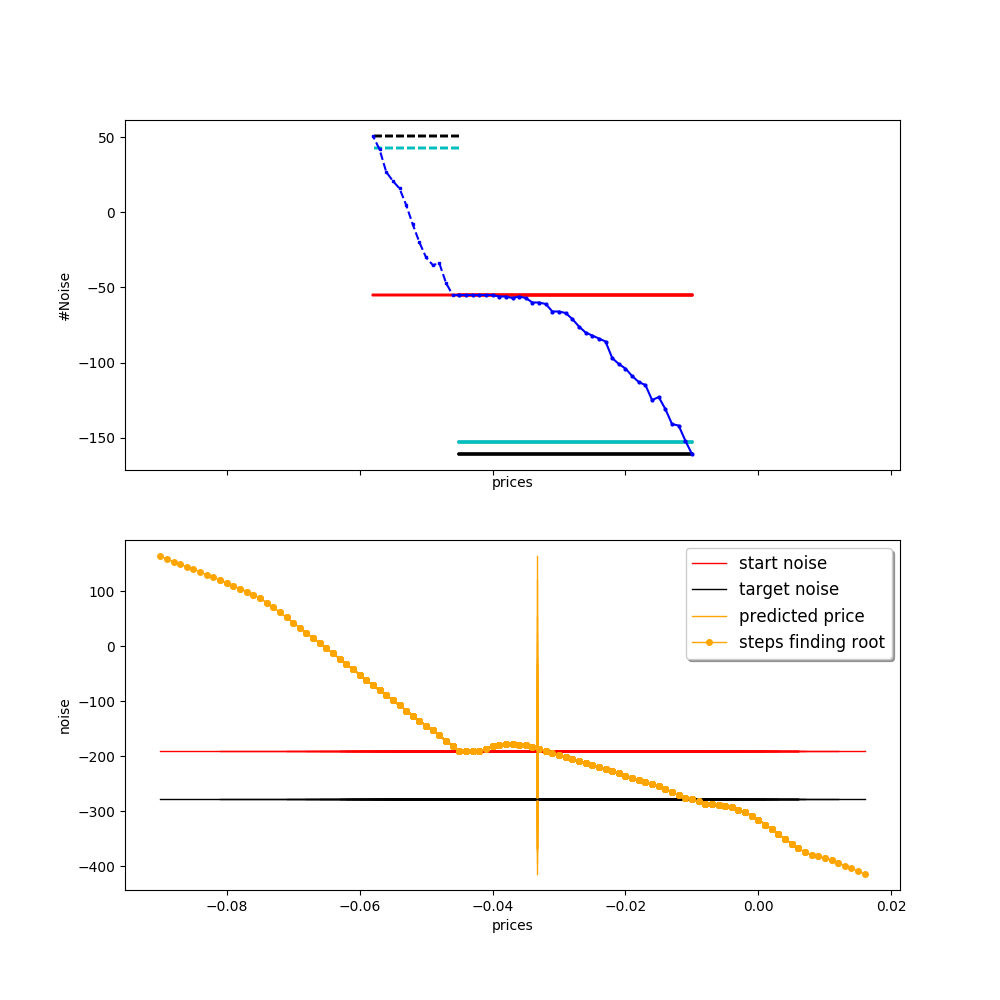 50
0
−50
−100
−150
#Noise
prices
100
0
−100
−200
−300
−400
noise
start noise
target noise
predicted price
steps finding root
−0.08
−0.06
−0.04
−0.02
0.00
0.02
prices